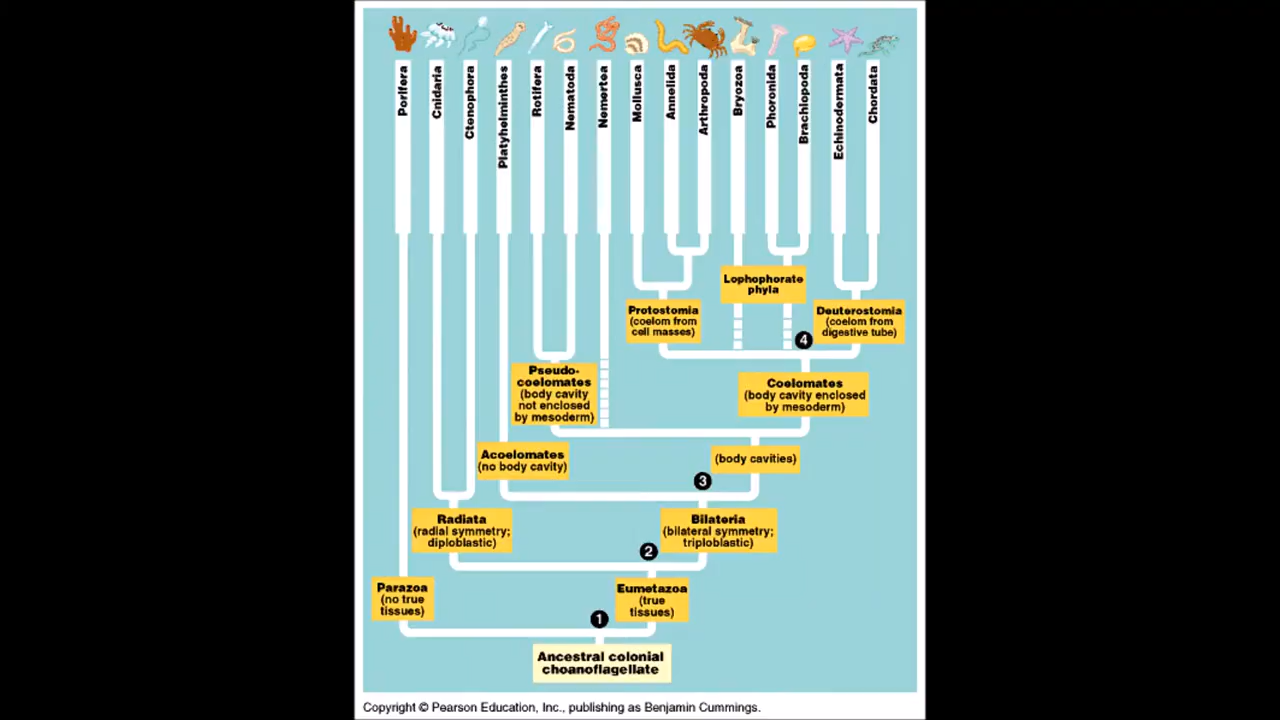 Porifera
Cnidaria
Ctenophora
Platyhelminthes
Rotifera
Nematoda
Nemertea
Mollusca
Annelida
Arthropoda
Bryozoa
Phoronida
Brachiopoda
Echinodermata
Chordata
Lophophorate
phyla
Protostomia
(coelom from
cell masses)
Deuterostomia
(coelom from
digestive tube)
4
Pseudo-
coelomates
(body cavity
not enclosed
by mesoderm)
Coelomates
(body cavity enclosed
by mesoderm)
Acoelomates
(no body cavity)
(body cavities)
3
Radiata
(radial symmetry;
diploblastic)
Bilateria
(bilateral symmetry;
triploblastic)
2
Parazoa
(no true
tissues)
Eumetazoa
(true
tissues)
1
Ancestral colonial
choanoflagellate
Copyright © Pearson Education, Inc., publishing as Benjamin Cummings.